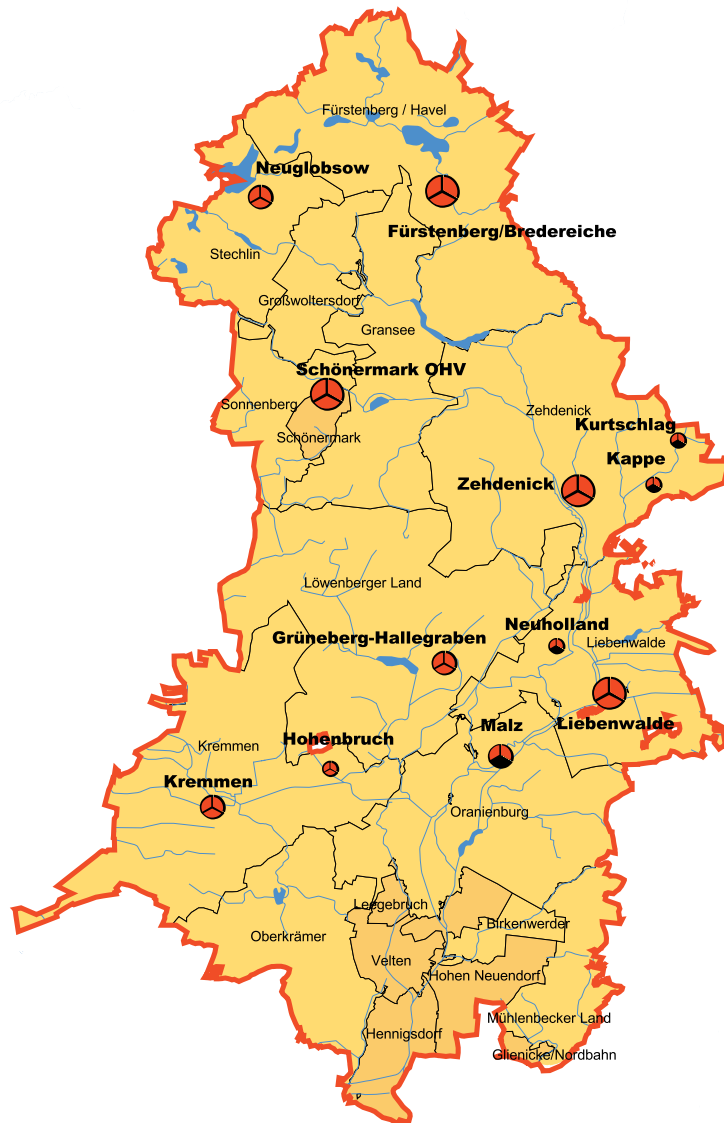 Fürstenberg / Havel
Neuglobsow
Fürstenberg/Bredereiche
Stechlin
Großwoltersdorf
Gransee
Schönermark OHV
Sonnenberg
Zehdenick
Kurtschlag
Schönermark
Kappe
Zehdenick
Löwenberger Land
Neuholland
Grüneberg-Hallegraben
Liebenwalde
Liebenwalde
Malz
Hohenbruch
Kremmen
Kremmen
Oranienburg
Leegebruch
Birkenwerder
Oberkrämer
Velten
Hohen Neuendorf
Mühlenbecker Land
Hennigsdorf
Glienicke/Nordbahn